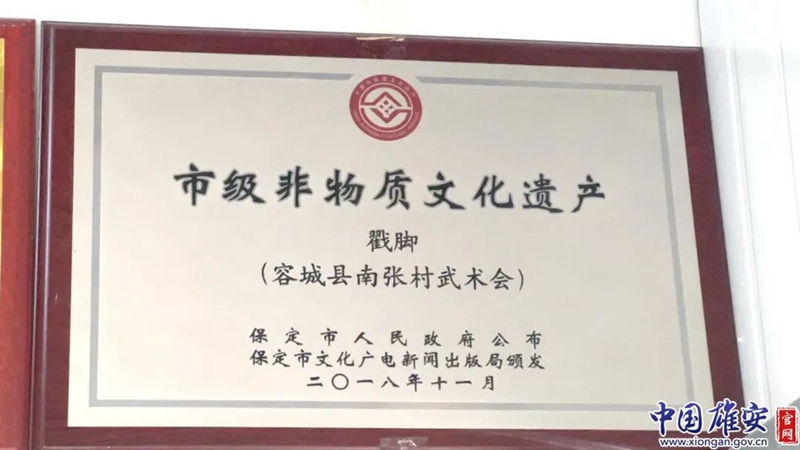 市级非物质文化遗产
戳脚
（容城县南张村武术会）
保定市人民政府公布
保定市文化广电新闻出版局颁发
二〇一八年十一月
中国雄安
官网
www.xiongan.gov.cn